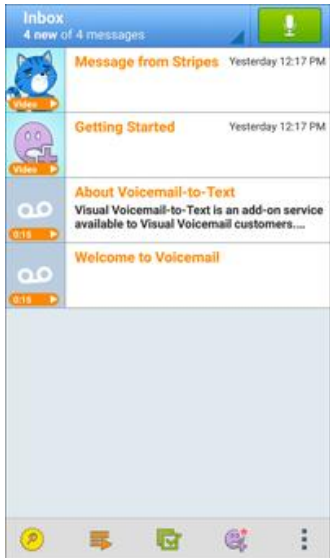 Inbox
4 new of 4 messages
Message from Stripes Yesterday 12:17 PM
Video
Getting Started Yesterday 12:17 PM
Video
About Voicemail-to-Text
Visual Voicemail-to-Text is an add-on service
available to Visual Voicemail customers....
0:15
Welcome to Voicemail
0:15